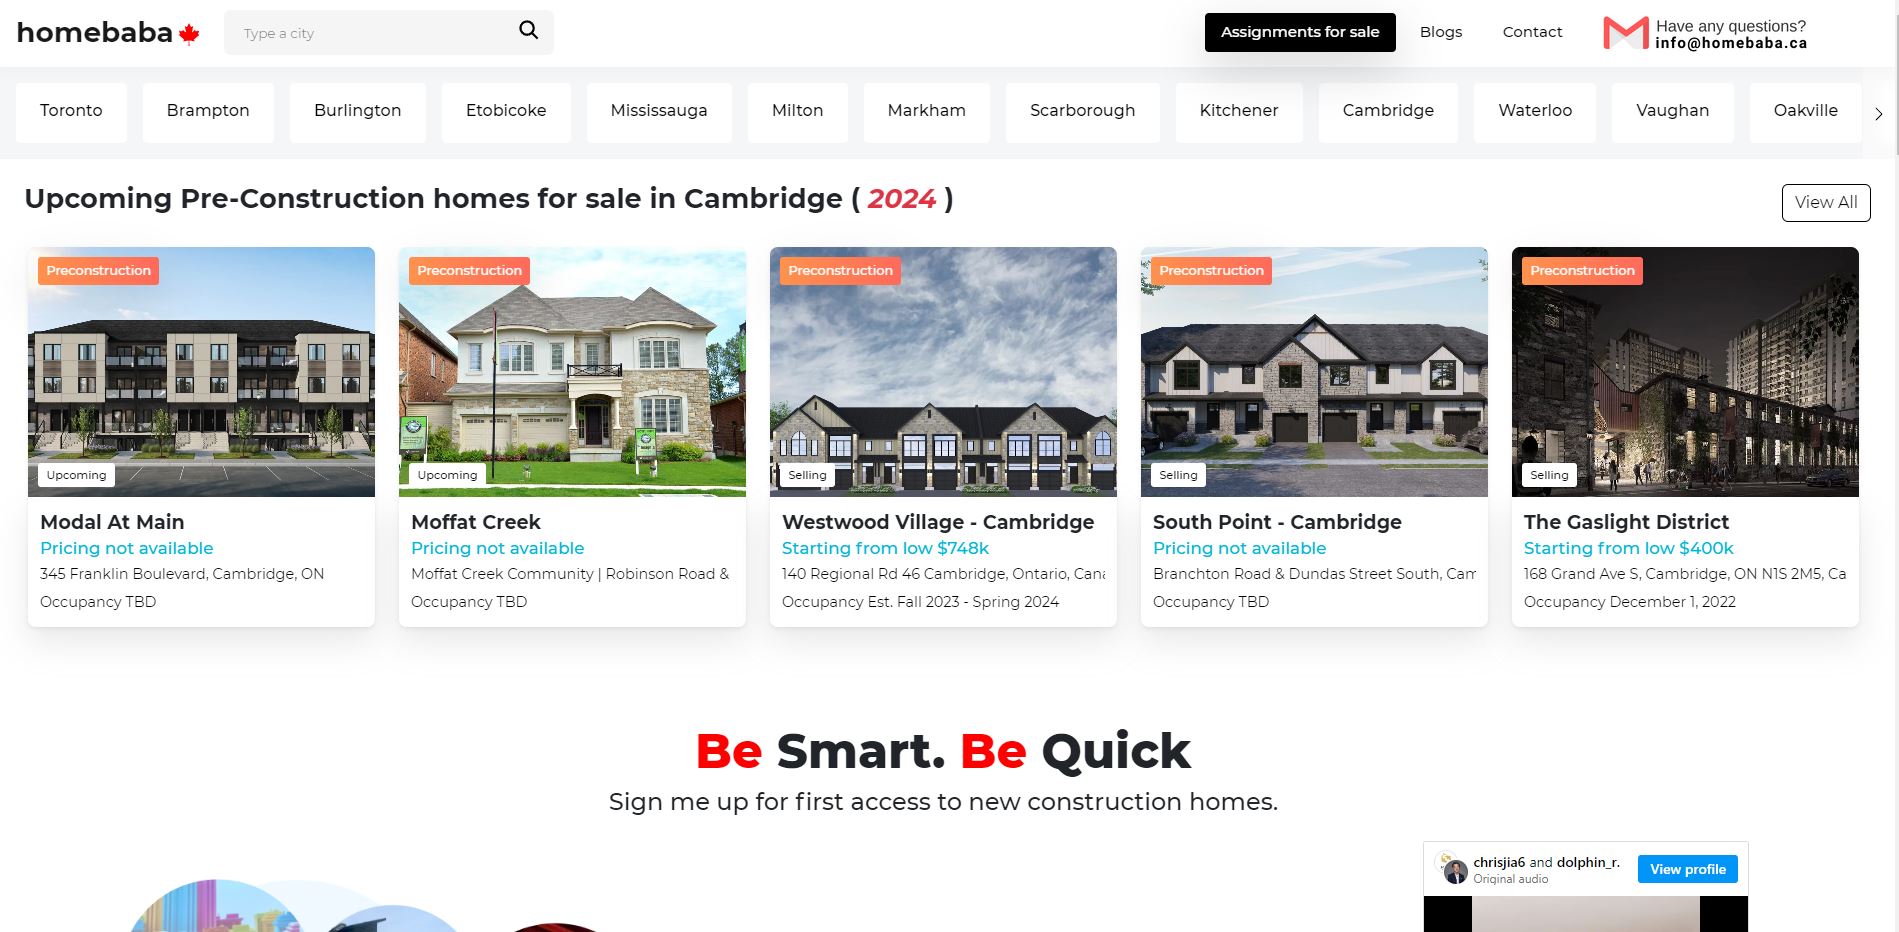 homebaba
Type a city
Assignments for sale
Blogs
Contact
Have any questions?
info@homebaba.ca
Toronto
Brampton
Burlington
Etobicoke
Mississauga
Milton
Markham
Scarborough
Kitchener
Cambridge
Waterloo
Vaughan
Oakville
Upcoming Pre-Construction homes for sale in Cambridge ( 2024 )
View All
Preconstruction
Upcoming
Modal At Main
Pricing not available
345 Franklin Boulevard, Cambridge, ON
Occupancy TBD
Preconstruction
Upcoming
Moffat Creek
Pricing not available
Moffat Creek Community | Robinson Road &
Occupancy TBD
Preconstruction
Selling
Westwood Village - Cambridge
Starting from low $748k
140 Regional Rd 46 Cambridge, Ontario, Cana
Occupancy Est. Fall 2023 - Spring 2024
Preconstruction
Selling
South Point - Cambridge
Pricing not available
Branchton Road & Dundas Street South, Cam
Occupancy TBD
Preconstruction
Selling
The Gaslight District
Starting from low $400k
168 Grand Ave S, Cambridge, ON N1S 2M5, Ca
Occupancy December 1, 2022
Be Smart. Be Quick
Sign me up for first access to new construction homes.
chrisjia6 and dolphin_r.
Original audio
View profile